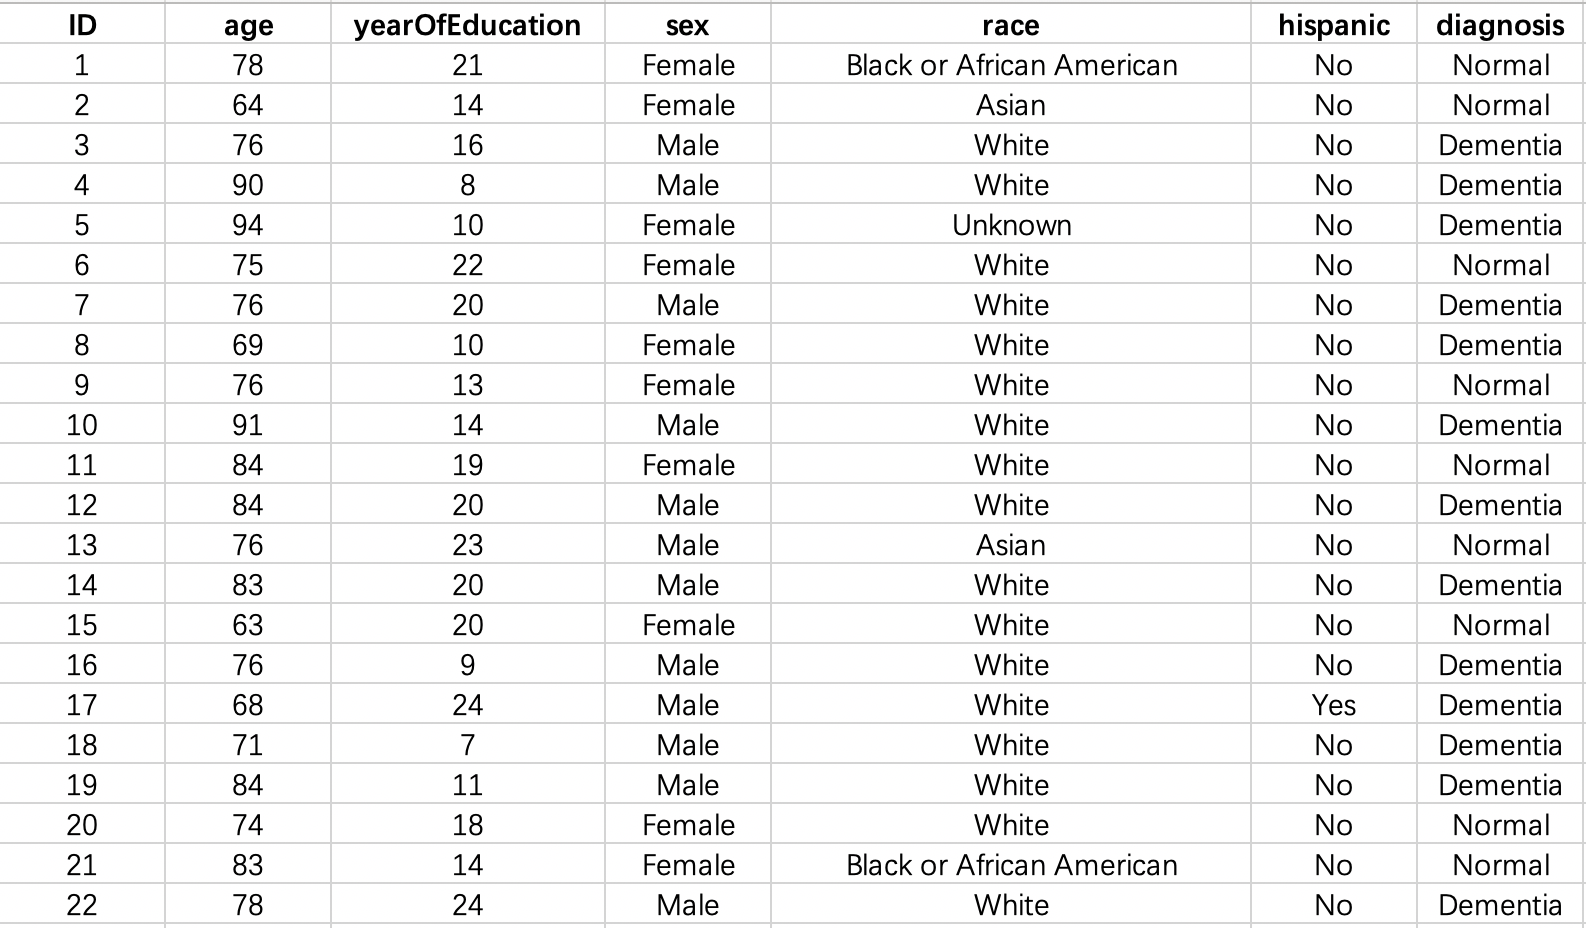 ID age yearOfEducation sex race hispanic diagnosis
1 78 21 Female Black or African American No Normal
2 64 14 Female Asian No Normal
3 76 16 Male White No Dementia
4 90 8 Male White No Dementia
5 94 10 Female Unknown No Dementia
6 75 22 Female White No Normal
7 76 20 Male White No Dementia
8 69 10 Female White No Dementia
9 76 13 Female White No Normal
10 91 14 Male White No Dementia
11 84 19 Female White No Normal
12 84 20 Male White No Dementia
13 76 23 Male Asian No Normal
14 83 20 Male White No Dementia
15 63 20 Female White No Normal
16 76 9 Male White No Dementia
17 68 24 Male White Yes Dementia
18 71 7 Male White No Dementia
19 84 11 Male White No Dementia
20 74 18 Female White No Normal
21 83 14 Female Black or African American No Normal
22 78 24 Male White No Dementia